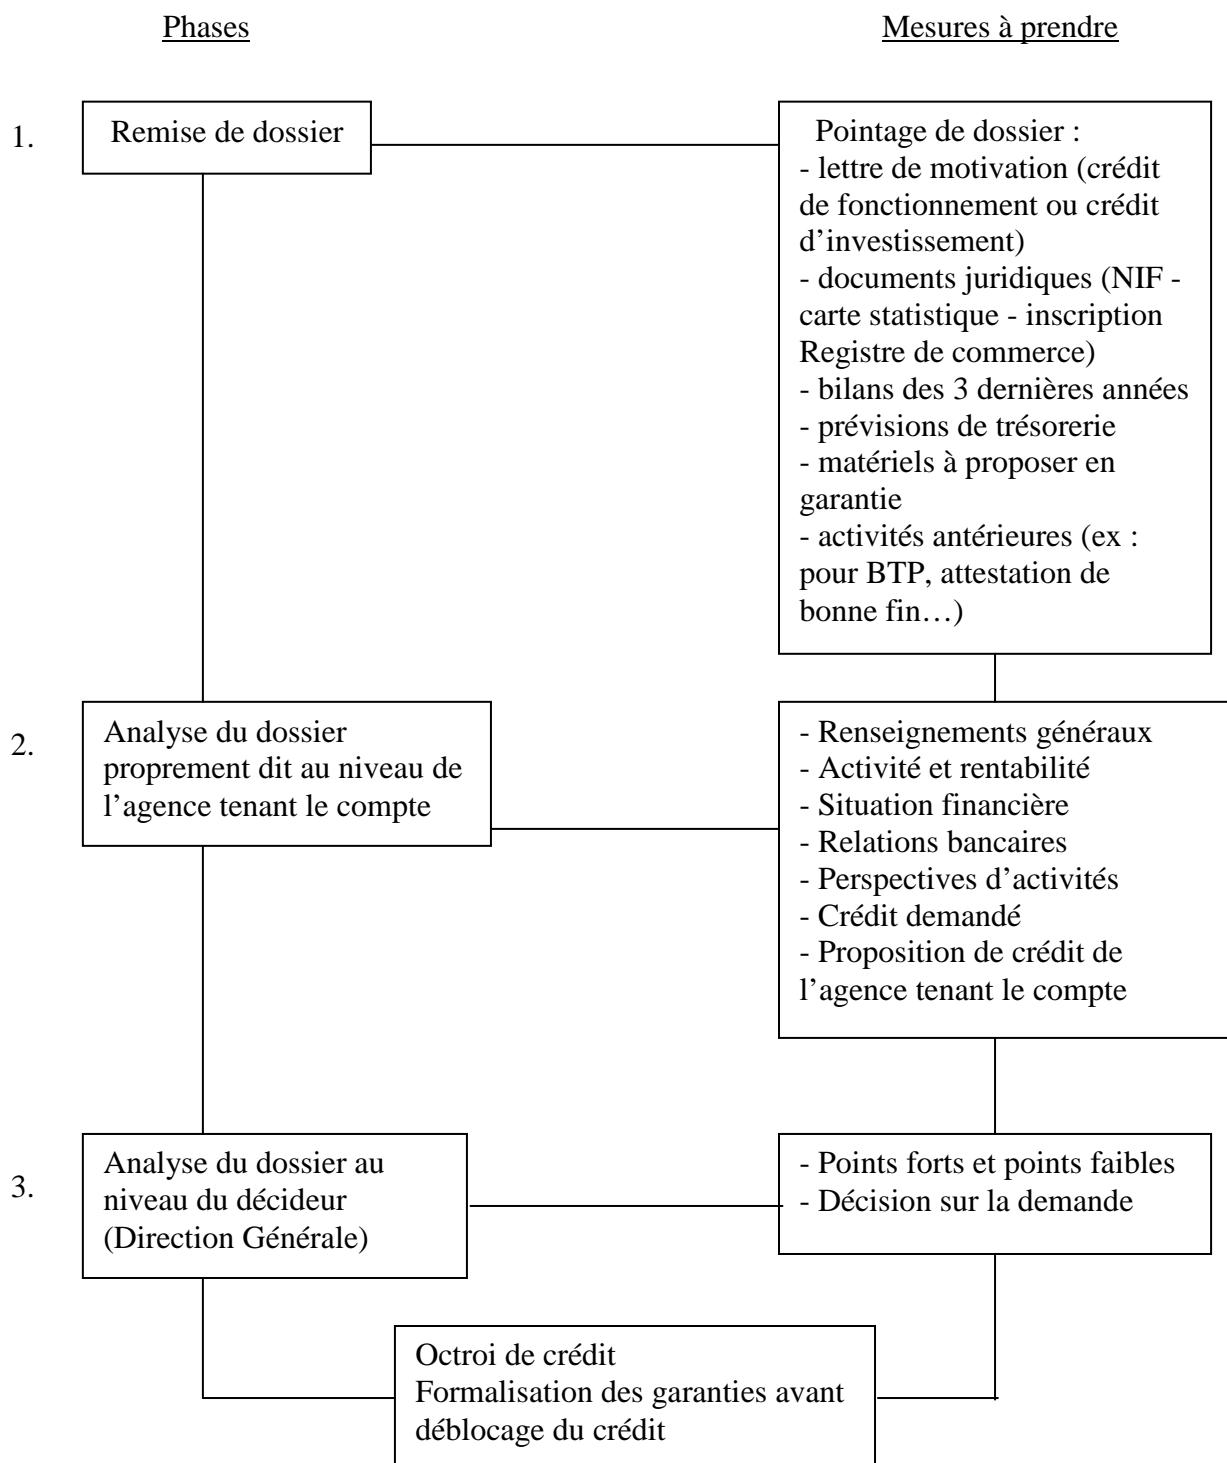 Phases
Mesures à prendre
1.
Remise de dossier
Pointage de dossier :
- lettre de motivation (crédit
de fonctionnement ou crédit
d’investissement)
- documents juridiques (NIF -
carte statistique - inscription
Registre de commerce)
- bilans des 3 dernières années
- prévisions de trésorerie
- matériels à proposer en
garantie
- activités antérieures (ex :
pour BTP, attestation de
bonne fin…)
2.
Analyse du dossier
proprement dit au niveau de
l’agence tenant le compte
- Renseignements généraux
- Activité et rentabilité
- Situation financière
- Relations bancaires
- Perspectives d’activités
- Crédit demandé
- Proposition de crédit de
l’agence tenant le compte
3.
Analyse du dossier au
niveau du décideur
(Direction Générale)
- Points forts et points faibles
- Décision sur la demande
Octroi de crédit
Formalisation des garanties avant
déblocage du crédit